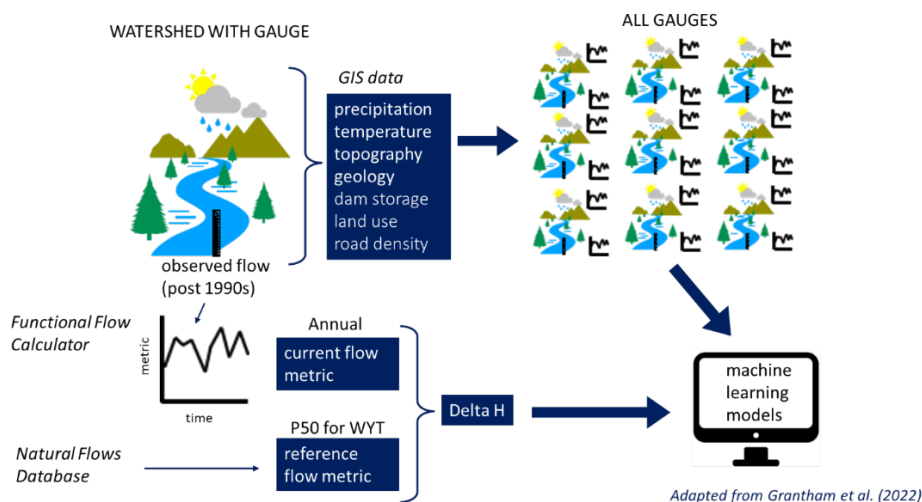 WATERSHED WITH GAUGE
GIS data
precipitation
temperature
topography
geology
dam storage
land use
road density
ALL GAUGES
observed flow
(post 1990s)
Functional Flow
Calculator
metric
time
Annual
current flow
metric
Delta H
P50 for WYT
reference
flow metric
Natural Flows
Database
machine
learning
models
Adapted from Grantham et al. (2022)